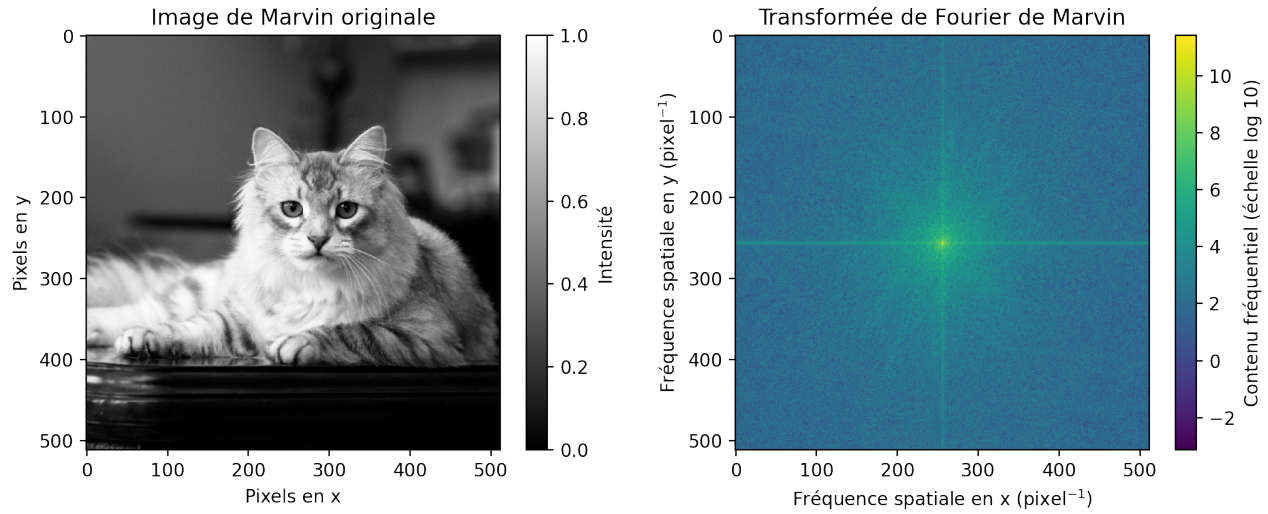 Image de Marvin originale
0
100
200
300
400
500
Pixels en y
0 100 200 300 400 500
Pixels en x
1.0
0.8
0.6
0.4
0.2
0.0
Intensité
Transformée de Fourier de Marvin
0
100
200
300
400
500
Fréquence spatiale en y (pixel⁻¹)
0 100 200 300 400 500
Fréquence spatiale en x (pixel⁻¹)
10
8
6
4
2
0
−2
Contenu fréquentiel (échelle log 10)